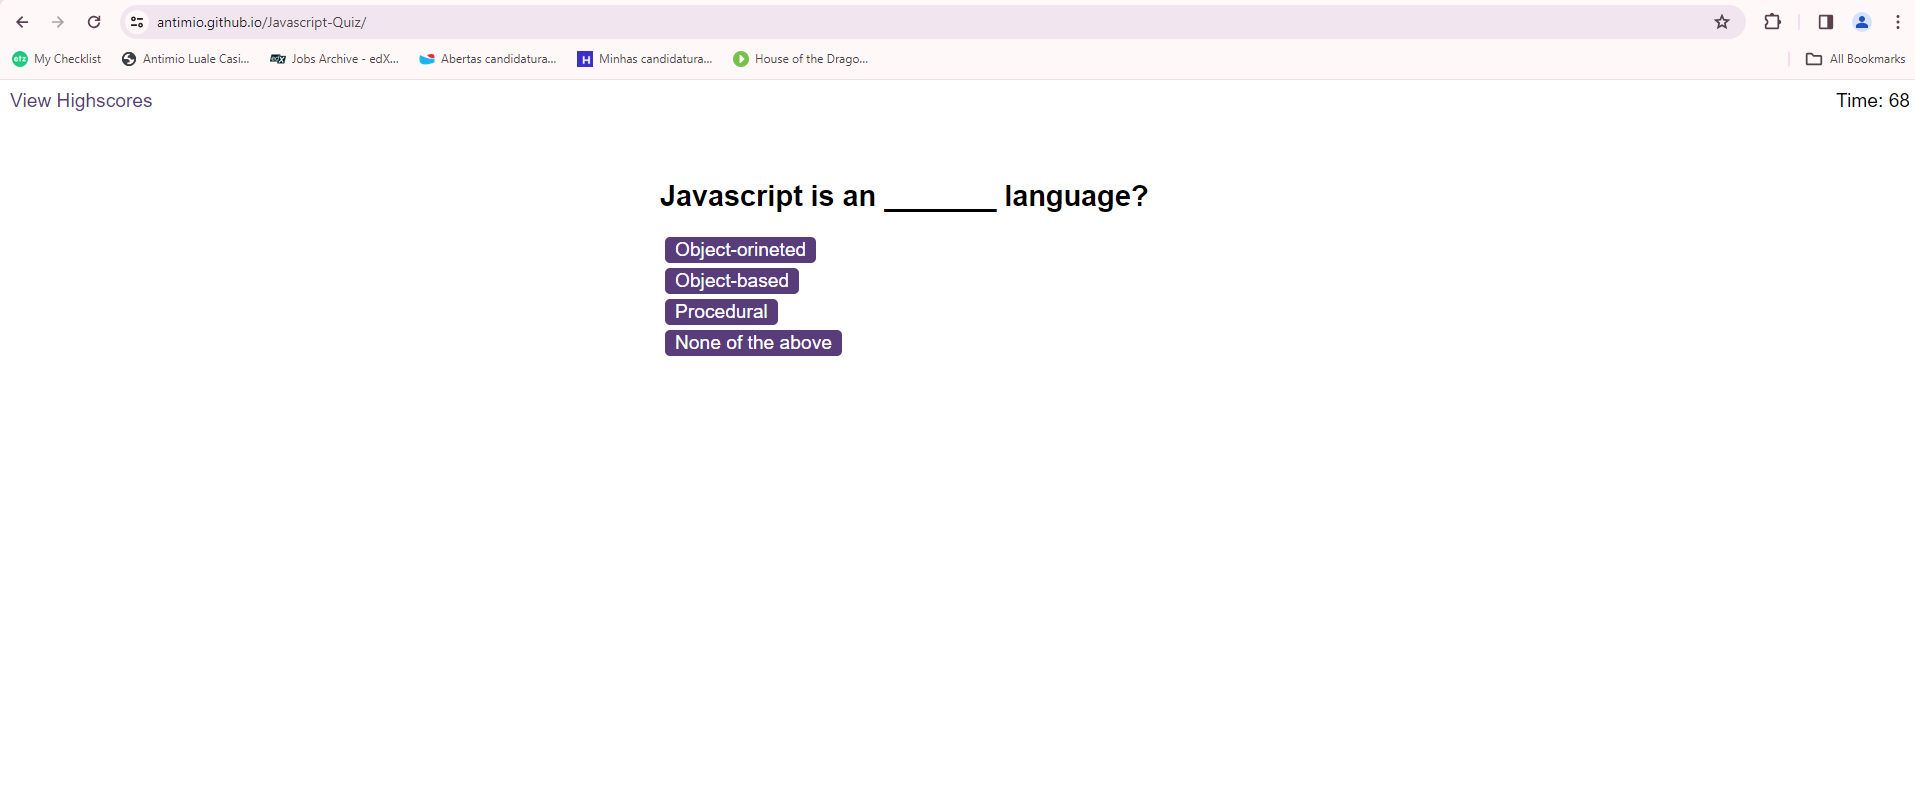 antimio.github.io/Javascript-Quiz/
My Checklist Antimio Luale Casi... Jobs Archive - edX... Abertas candidatura... H Minhas candidatura... House of the Drago... All Bookmarks
View Highscores Time: 68
Javascript is an _______ language?
Object-orineted
Object-based
Procedural
None of the above